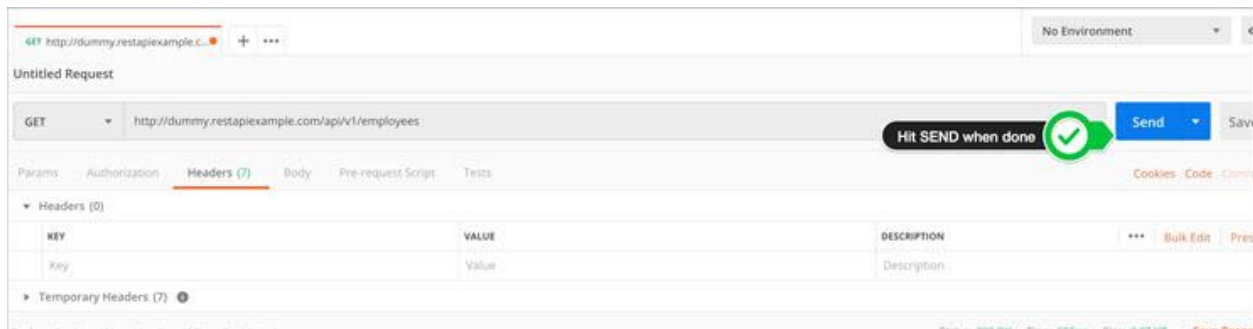 GET http://dummy.restapiexample.c... + ••• No Environment
Untitled Request
GET http://dummy.restapiexample.com/api/v1/employees Hit SEND when done Send Save
Params Authorization Headers (7) Body Pre-request Script Tests Cookies Code
Headers (0)
KEY VALUE DESCRIPTION ••• Bulk Edit Pres
Key Value Description
Temporary Headers (7)